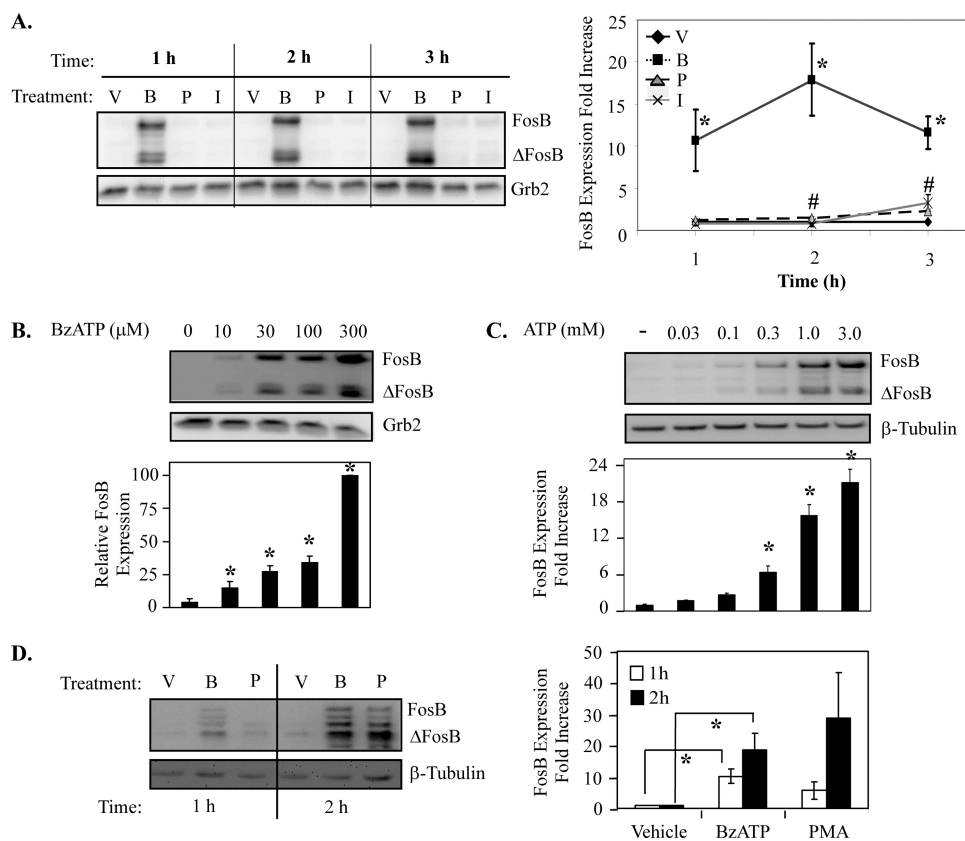 A.
Time: 1 h 2 h 3 h
Treatment: V B P I V B P I V B P I
FosB
ΔFosB
Grb2
FosB Expression Fold Increase
25
20
15
10
5
0
V
B
P
I
* * *
# #
1 2 3
Time (h)
B.
BzATP (μM) 0 10 30 100 300
FosB
ΔFosB
Grb2
Relative FosB
Expression
100
75
50
25
0
* * * *
C.
ATP (mM) - 0.03 0.1 0.3 1.0 3.0
FosB
ΔFosB
β-Tubulin
FosB Expression
Fold Increase
24
18
12
6
0
* * *
D.
Treatment: V B P V B P
FosB
ΔFosB
β-Tubulin
Time: 1 h 2 h
FosB Expression
Fold Increase
50
40
30
20
10
0
1h
2h
*
*
Vehicle BzATP PMA